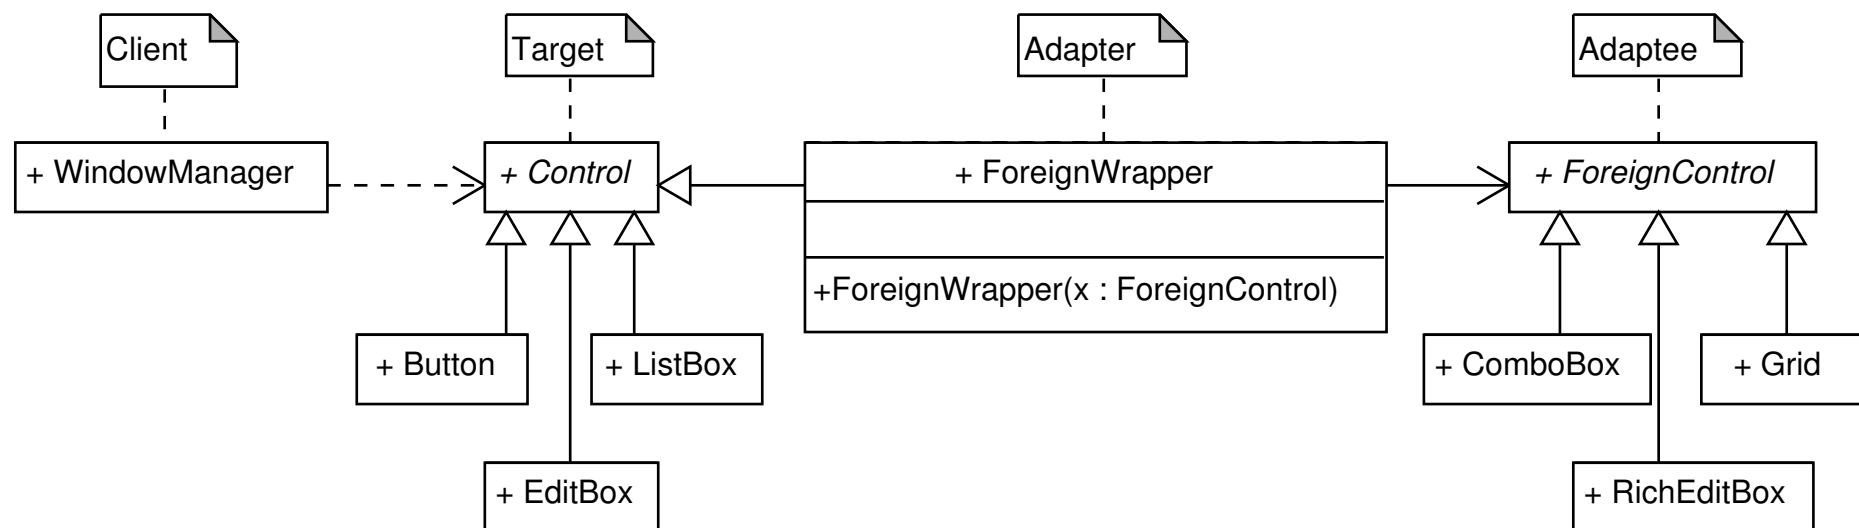 Client
Target
Adapter
Adaptee
+ WindowManager
+ Control
+ ForeignWrapper
+ ForeignControl
+ForeignWrapper(x : ForeignControl)
+ Button
+ ListBox
+ ComboBox
+ Grid
+ EditBox
+ RichEditBox